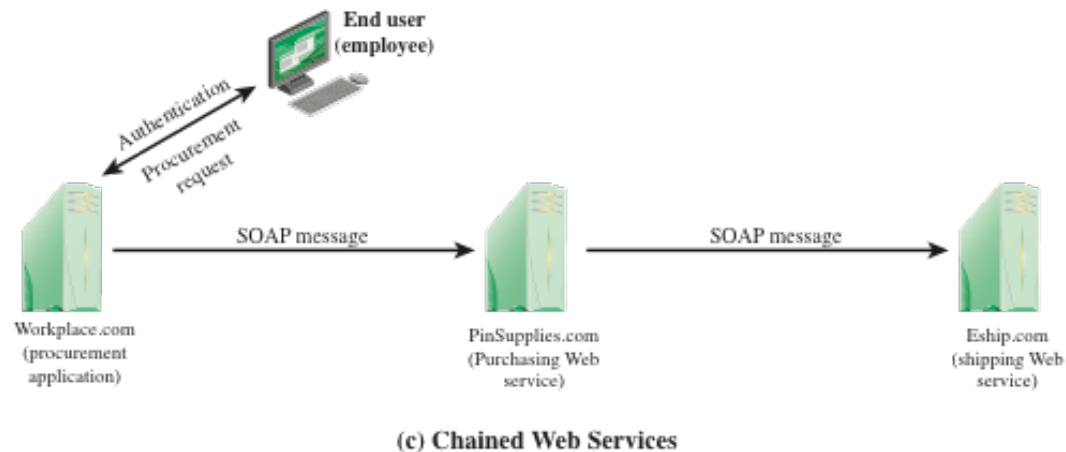 End user
(employee)
Authentication
Procurement
request
SOAP message
SOAP message
Workplace.com
(procurement
application)
PinSupplies.com
(Purchasing Web
service)
Eship.com
(shipping Web
service)
(c) Chained Web Services